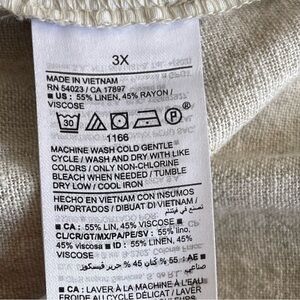 3X
MADE IN VIETNAM
RN 54023 / CA 17897
■ US : 55% LINEN, 45% RAYON /
VISCOSE
30
P
1166
MACHINE WASH COLD GENTLE
CYCLE / WASH AND DRY WITH LIKE
COLORS / ONLY NON-CHLORINE
BLEACH WHEN NEEDED / TUMBLE
DRY LOW / COOL IRON
HECHO EN VIETNAM CON INSUMOS
IMPORTADOS / DIBUAT DI VIETNAM /
صنع في فيتنام
■ CA : 55% LIN, 45% VISCOSE ■
CL/CR/GT/MX/PA/PE/SV : 55% lino,
45% viscosa ■ ID : 55% LINEN, 45%
VISCOSE
■ CA : LAVER À LA MACHINE À L'EAU
FROIDE AU CYCLE DÉLICAT / LAVER